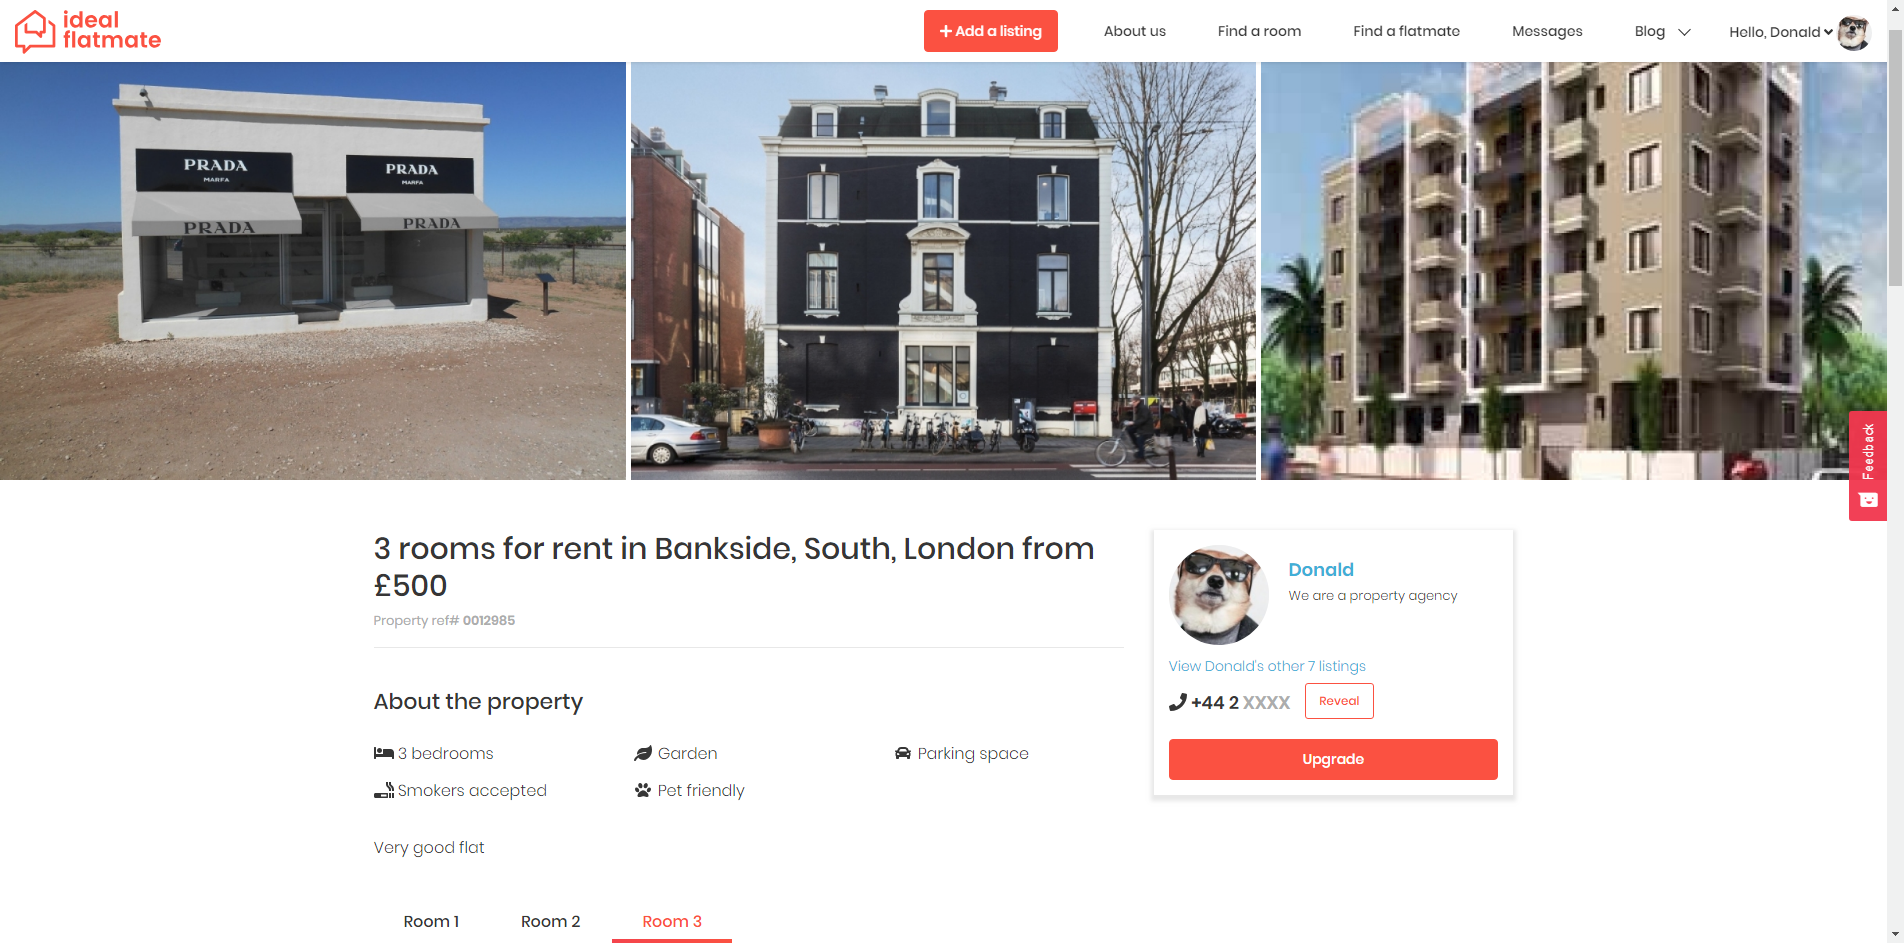 ideal
flatmate
+ Add a listing
About us
Find a room
Find a flatmate
Messages
Blog
Hello, Donald
PRADA
MARFA
PRADA
MARFA
PRADA
PRADA
Feedback
3 rooms for rent in Bankside, South, London from
£500
Property ref# 0012985
Donald
We are a property agency
View Donald's other 7 listings
+44 2 XXXX
Reveal
Upgrade
About the property
3 bedrooms
Garden
Parking space
Smokers accepted
Pet friendly
Very good flat
Room 1
Room 2
Room 3